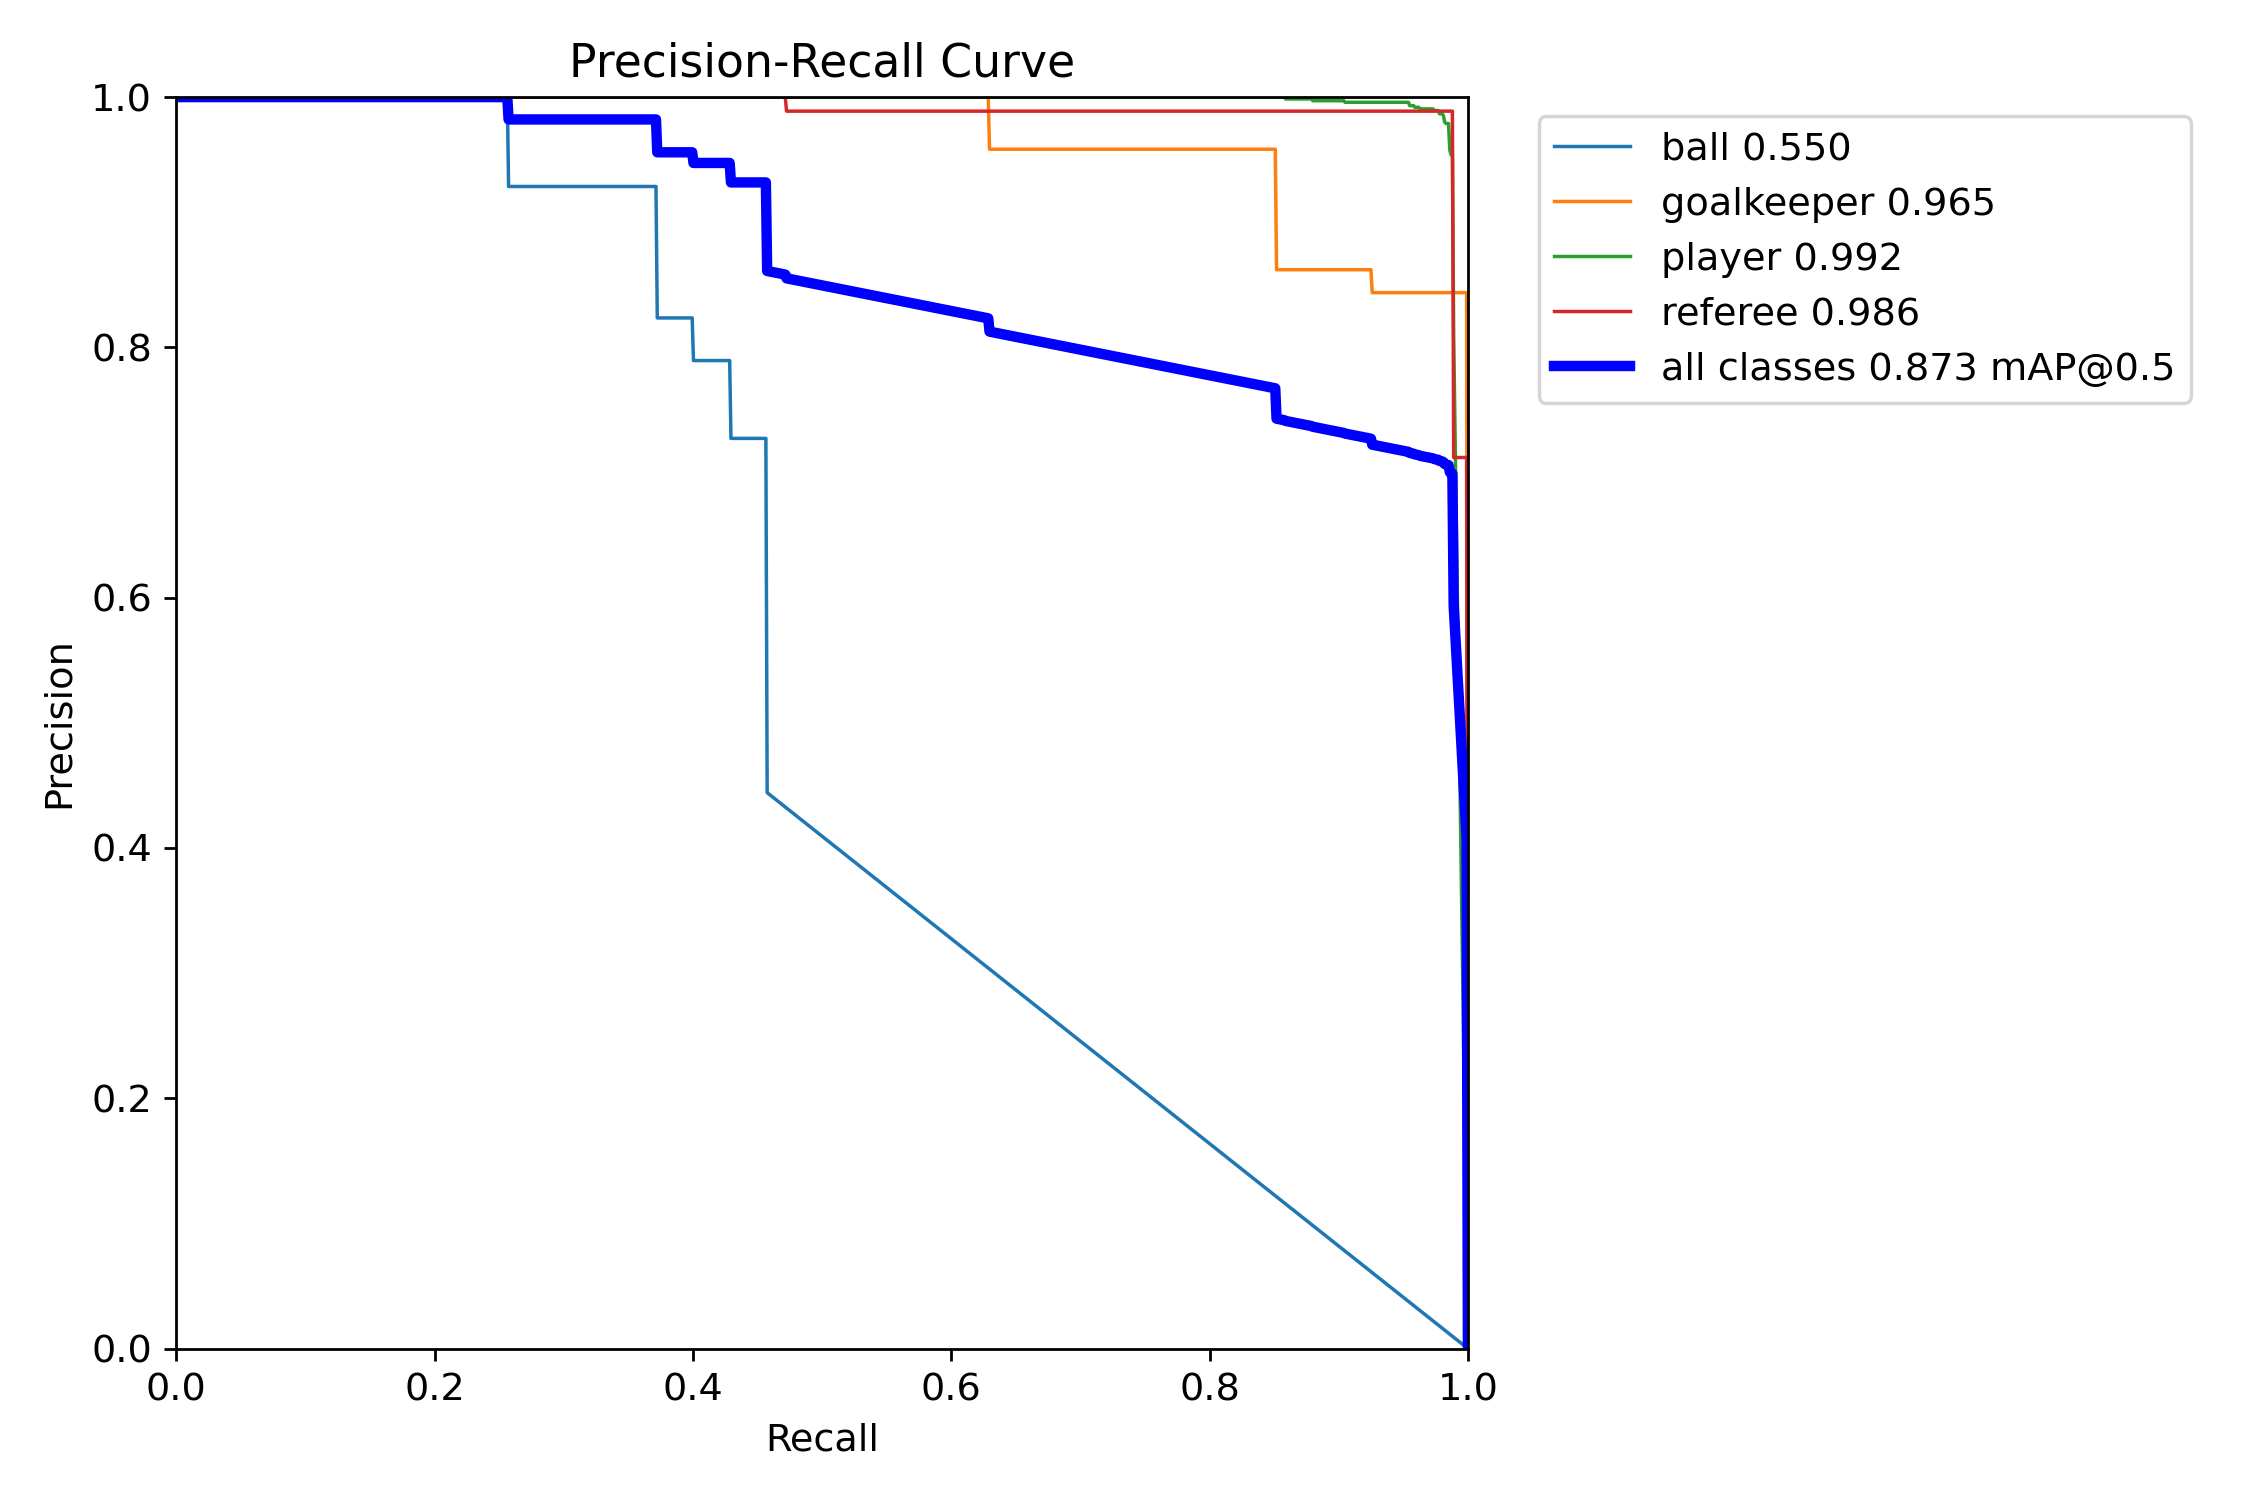 Precision-Recall Curve
1.0
0.8
0.6
0.4
0.2
0.0
Precision
0.0 0.2 0.4 0.6 0.8 1.0
Recall
ball 0.550
goalkeeper 0.965
player 0.992
referee 0.986
all classes 0.873 mAP@0.5